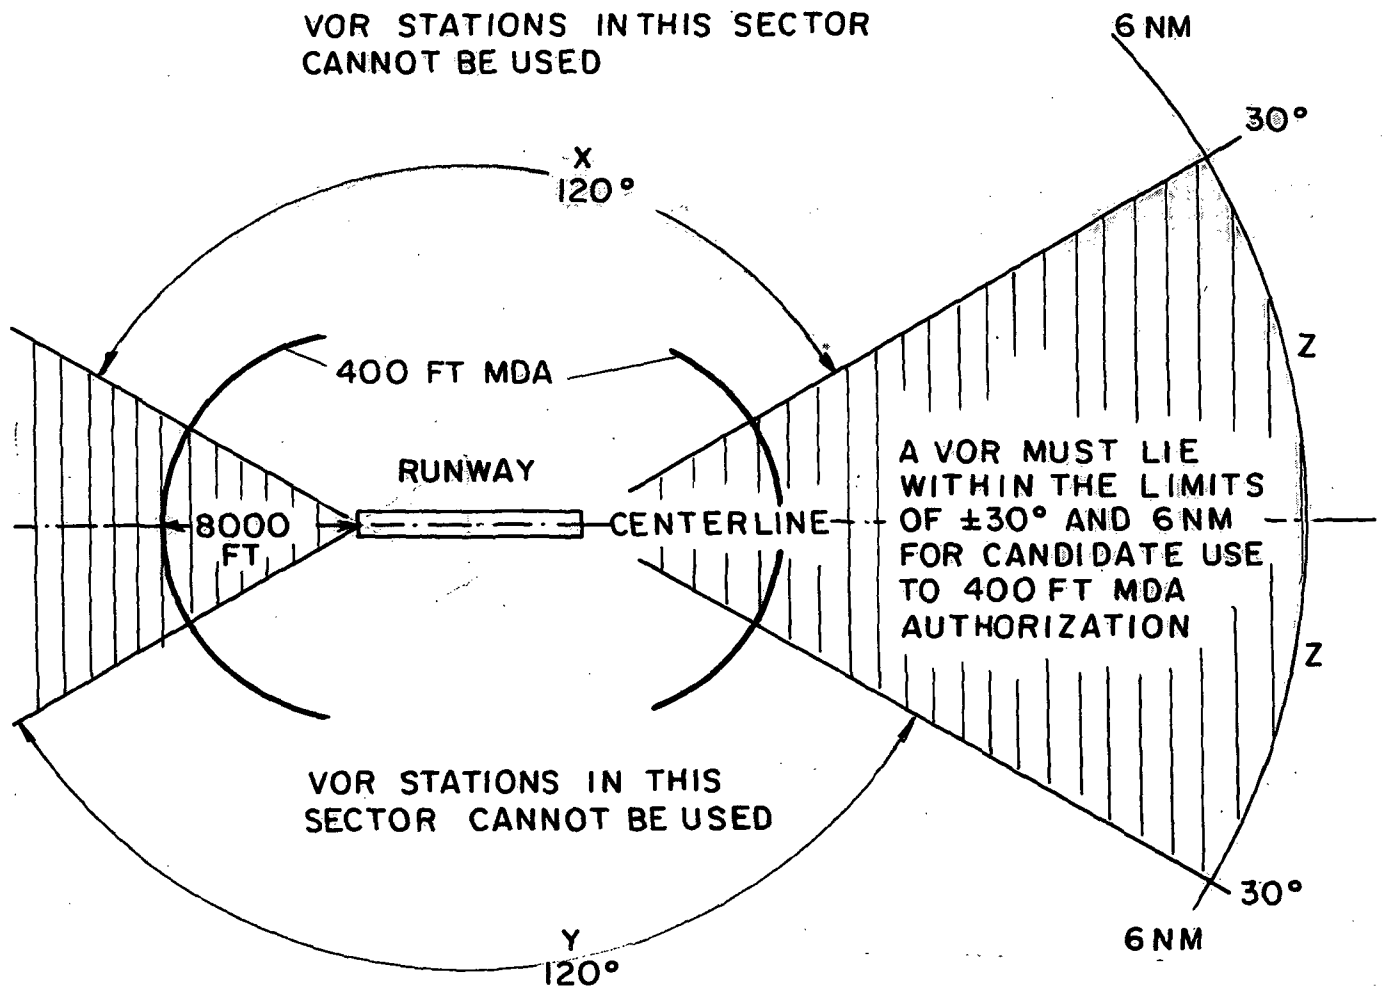 VOR STATIONS IN THIS SECTOR
CANNOT BE USED
6 NM
30°
X
120°
Z
400 FT MDA
RUNWAY
8000
FT
CENTERLINE
A VOR MUST LIE
WITHIN THE LIMITS
OF ±30° AND 6 NM
FOR CANDIDATE USE
TO 400 FT MDA
AUTHORIZATION
Z
VOR STATIONS IN THIS
SECTOR CANNOT BE USED
30°
6 NM
Y
120°